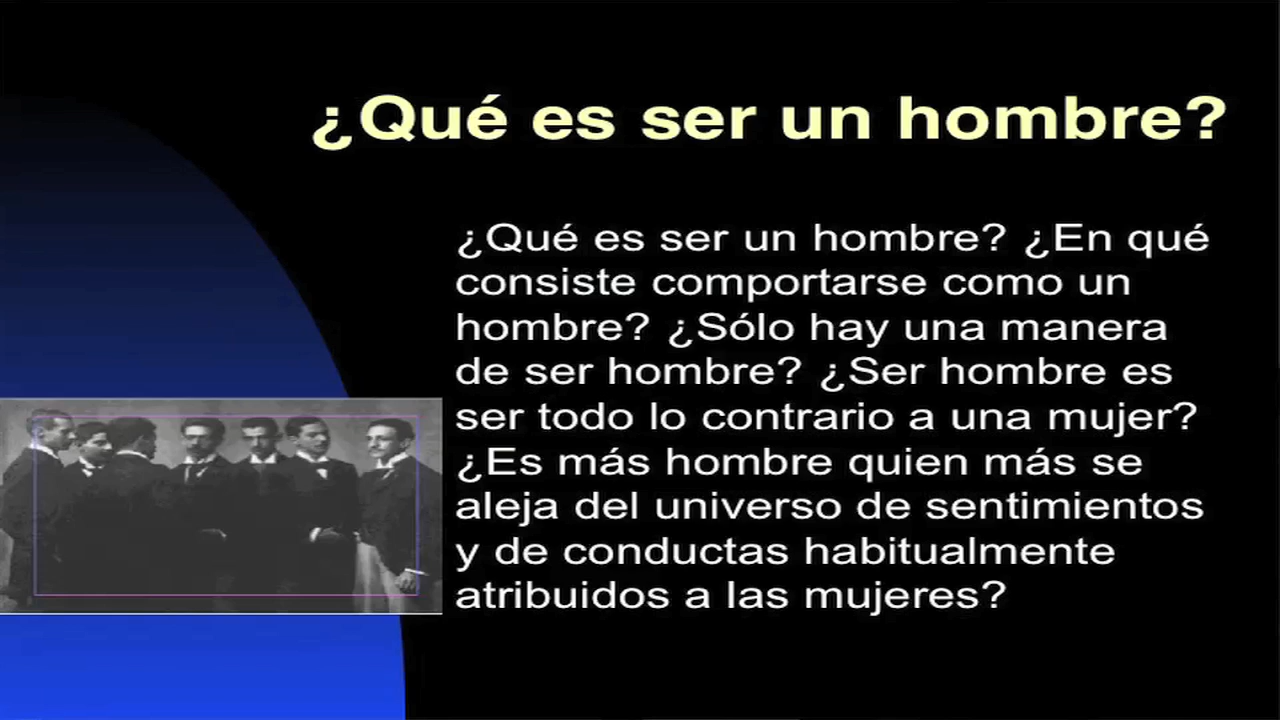 ¿Qué es ser un hombre?
¿Qué es ser un hombre? ¿En qué
consiste comportarse como un
hombre? ¿Sólo hay una manera
de ser hombre? ¿Ser hombre es
ser todo lo contrario a una mujer?
¿Es más hombre quien más se
aleja del universo de sentimientos
y de conductas habitualmente
atribuidos a las mujeres?